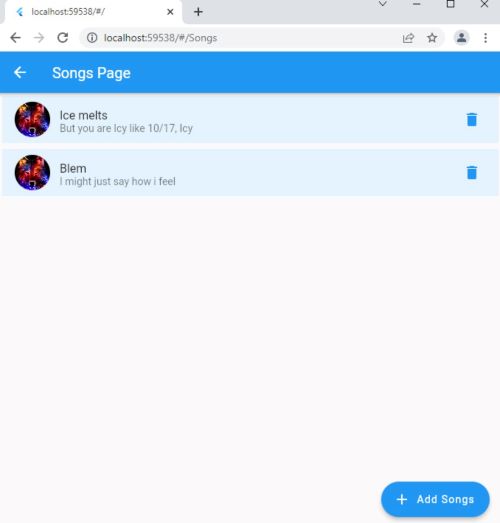 localhost:59538/#/
localhost:59538/#/Songs
Songs Page
Ice melts
But you are Icy like 10/17, Icy
Blem
I might just say how i feel
Add Songs